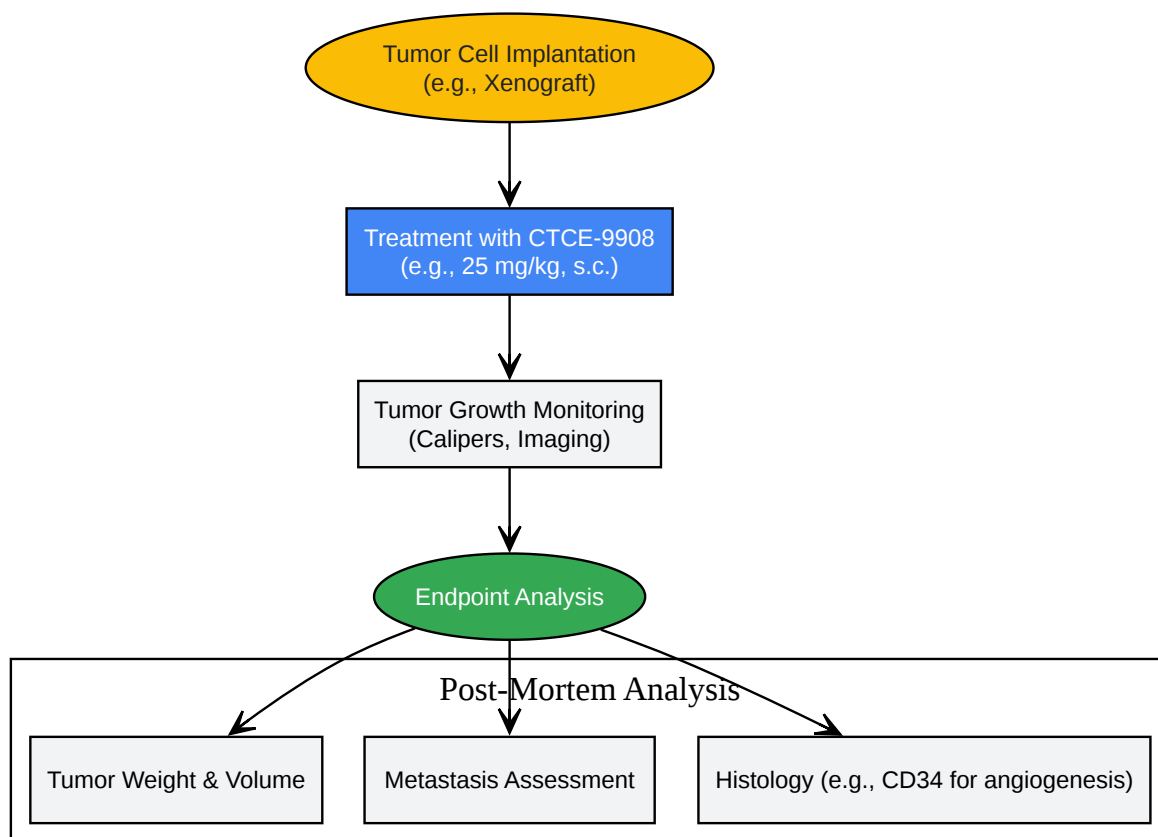 Tumor Cell Implantation
(e.g., Xenograft)
Treatment with CTCE-9908
(e.g., 25 mg/kg, s.c.)
Tumor Growth Monitoring
(Calipers, Imaging)
Endpoint Analysis
Post-Mortem Analysis
Tumor Weight & Volume
Metastasis Assessment
Histology (e.g., CD34 for angiogenesis)